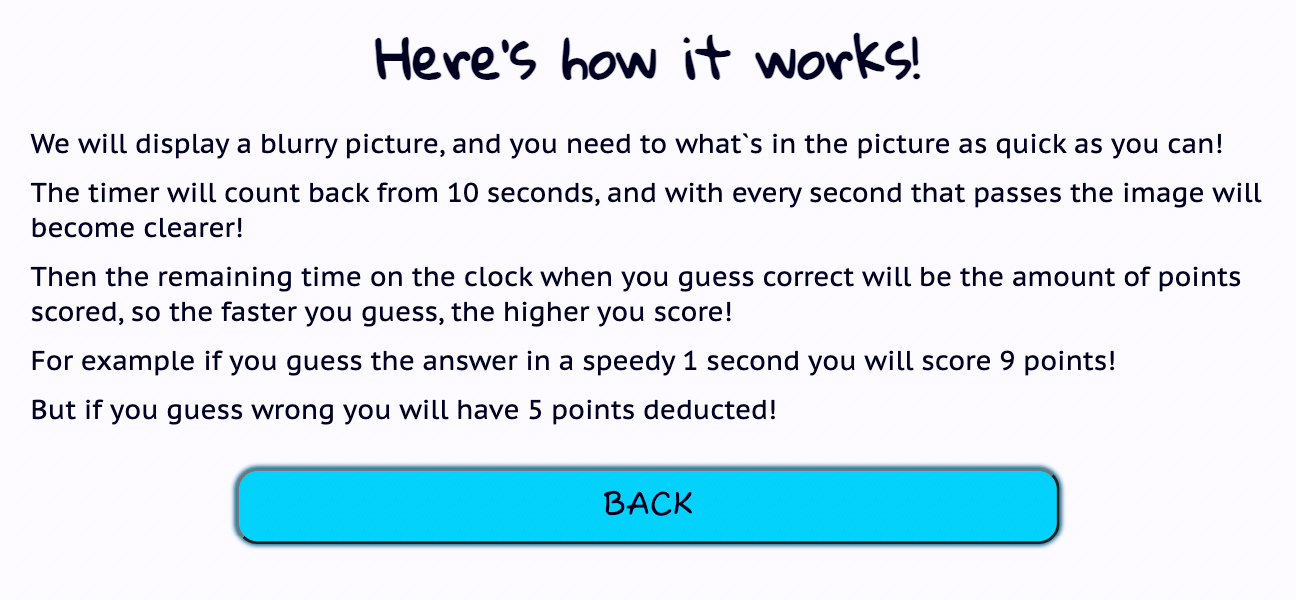 Here's how it works!
We will display a blurry picture, and you need to what`s in the picture as quick as you can!
The timer will count back from 10 seconds, and with every second that passes the image will
become clearer!
Then the remaining time on the clock when you guess correct will be the amount of points
scored, so the faster you guess, the higher you score!
For example if you guess the answer in a speedy 1 second you will score 9 points!
But if you guess wrong you will have 5 points deducted!
BACK